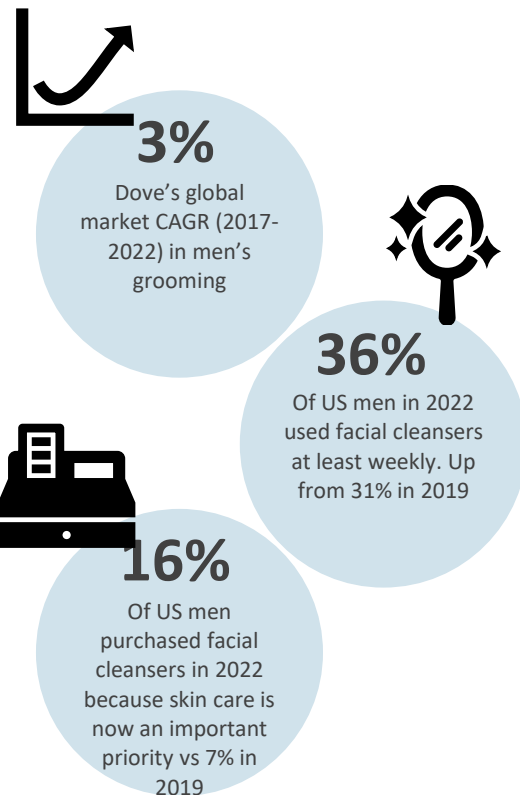 3%
Dove’s global
market CAGR (2017-
2022) in men’s
grooming
36%
Of US men in 2022
used facial cleansers
at least weekly. Up
from 31% in 2019
16%
Of US men
purchased facial
cleansers in 2022
because skin care is
now an important
priority vs 7% in
2019